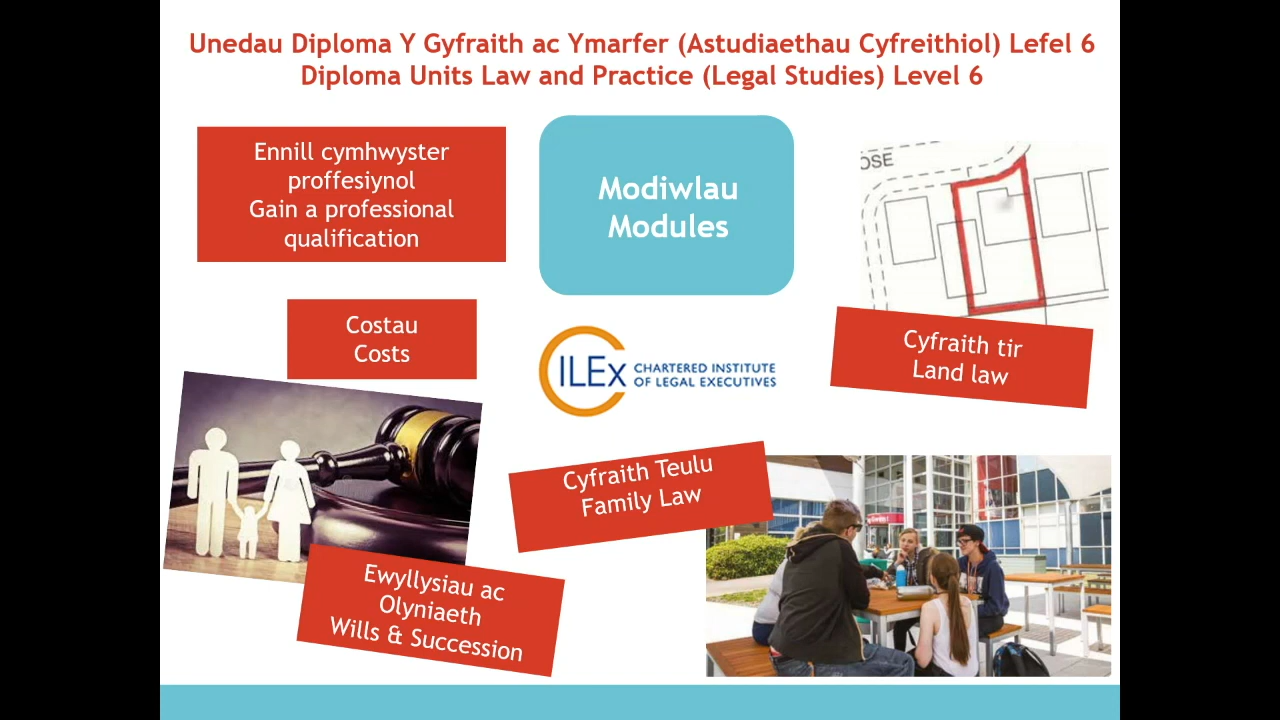 Unedau Diploma Y Gyfraith ac Ymarfer (Astudiaethau Cyfreithiol) Lefel 6
Diploma Units Law and Practice (Legal Studies) Level 6
Ennill cymhwyster
proffesiynol
Gain a professional
qualification
Modiwlau
Modules
OSE
Costau
Costs
Cyfraith tir
Land law
CILEx CHARTERED INSTITUTE
OF LEGAL EXECUTIVES
Cyfraith Teulu
Family Law
Ewyllysiau ac
Olyniaeth
Wills & Succession